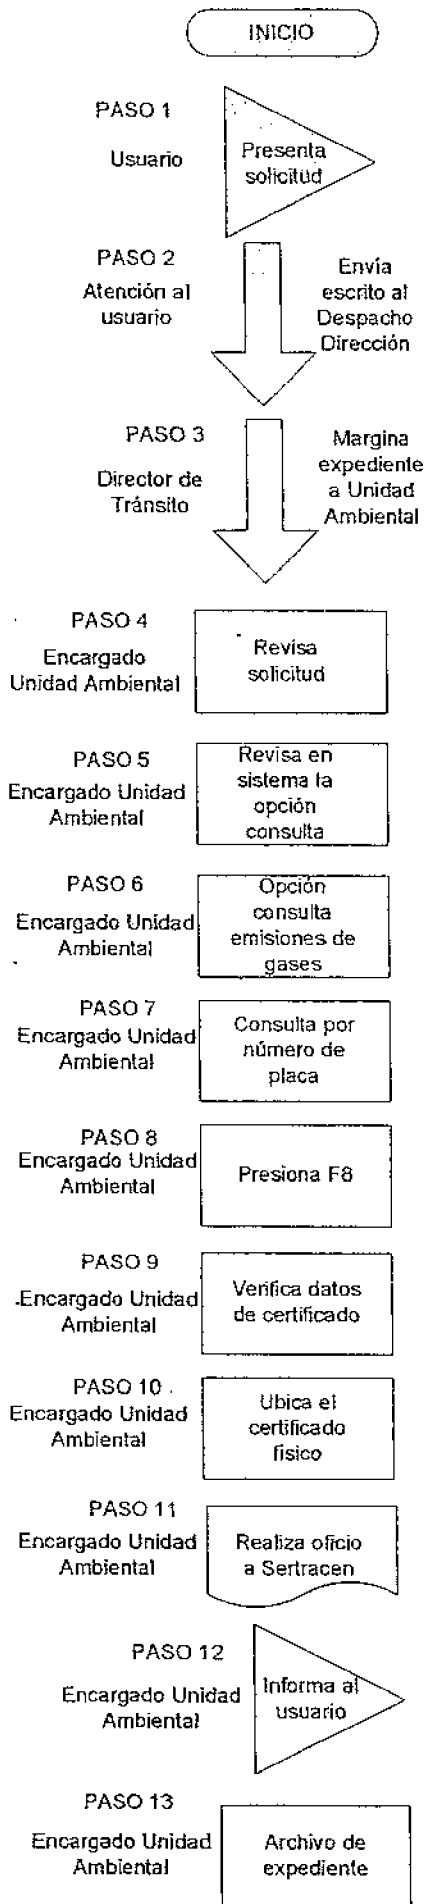 INICIO
PASO 1
Usuario
Presenta
solicitud
PASO 2
Atención al
usuario
Envía
escrito al
Despacho
Dirección
PASO 3
Director de
Tránsito
Margina
expediente
a Unidad
Ambiental
PASO 4
Encargado
Unidad Ambiental
Revisa
solicitud
PASO 5
Encargado Unidad
Ambiental
Revisa en
sistema la
opción
consulta
PASO 6
Encargado Unidad
Ambiental
Opción
consulta
emisiones de
gases
PASO 7
Encargado Unidad
Ambiental
Consulta por
número de
placa
PASO 8
Encargado Unidad
Ambiental
Presiona F8
PASO 9
Encargado Unidad
Ambiental
Verifica datos
de certificado
PASO 10
Encargado Unidad
Ambiental
Ubica el
certificado
físico
PASO 11
Encargado Unidad
Ambiental
Realiza oficio
a Sertracen
PASO 12
Encargado Unidad
Ambiental
Informa al
usuario
PASO 13
Encargado Unidad
Ambiental
Archivo de
expediente